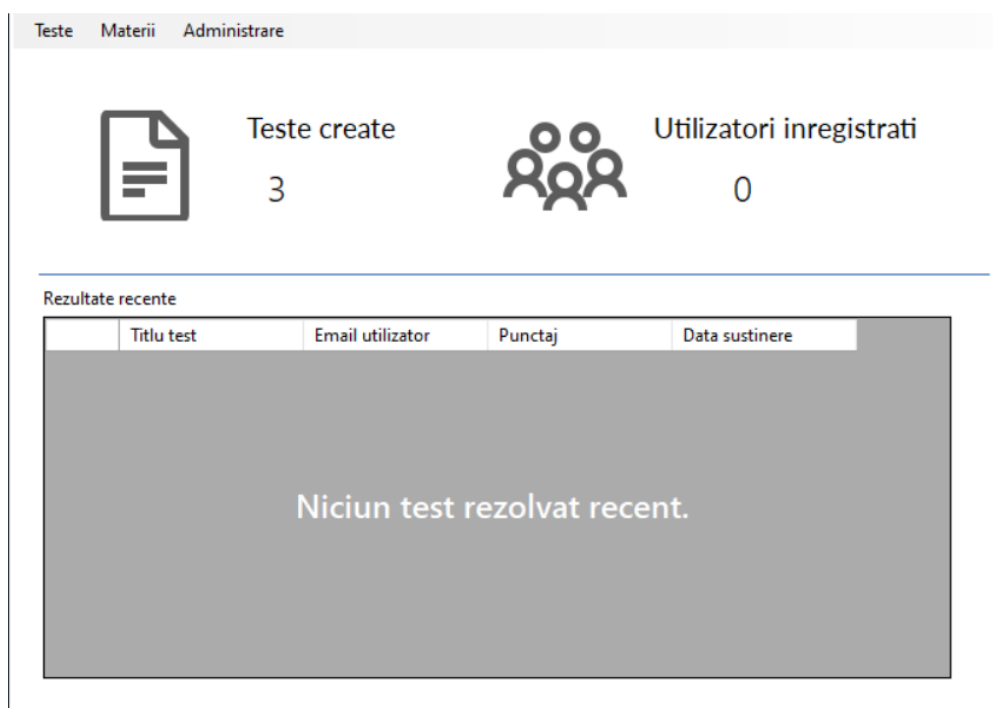 Teste Materii Administrare
Teste create
3
Utilizatori inregistrati
0
Rezultate recente
Titlu test Email utilizator Punctaj Data sustinere
Niciun test rezolvat recent.